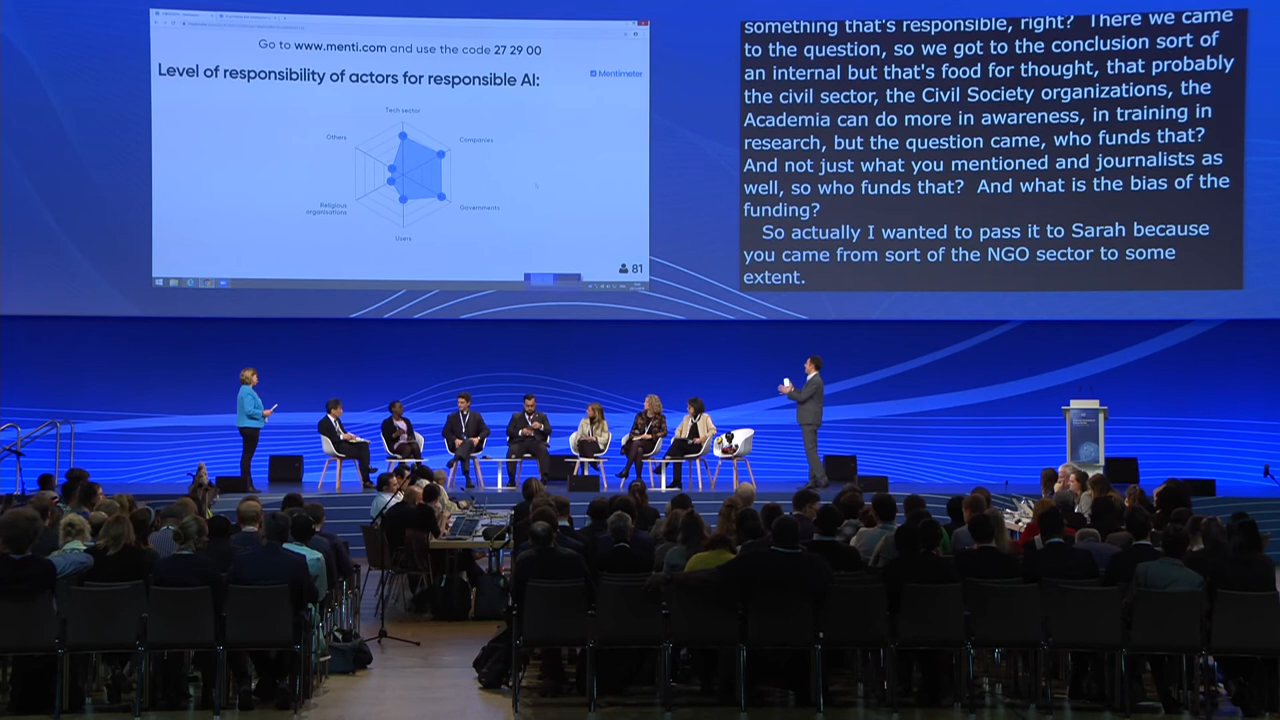 Go to www.menti.com and use the code 27 29 00
Level of responsibility of actors for responsible AI:
Mentimeter
Tech sector
Others
Companies
Religious
organisations
Governments
Users
81
something that's responsible, right? There we came
to the question, so we got to the conclusion sort of
an internal but that's food for thought, that probably
the civil sector, the Civil Society organizations, the
Academia can do more in awareness, in training in
research, but the question came, who funds that?
And not just what you mentioned and journalists as
well, so who funds that? And what is the bias of the
funding?
So actually I wanted to pass it to Sarah because
you came from sort of the NGO sector to some
extent.